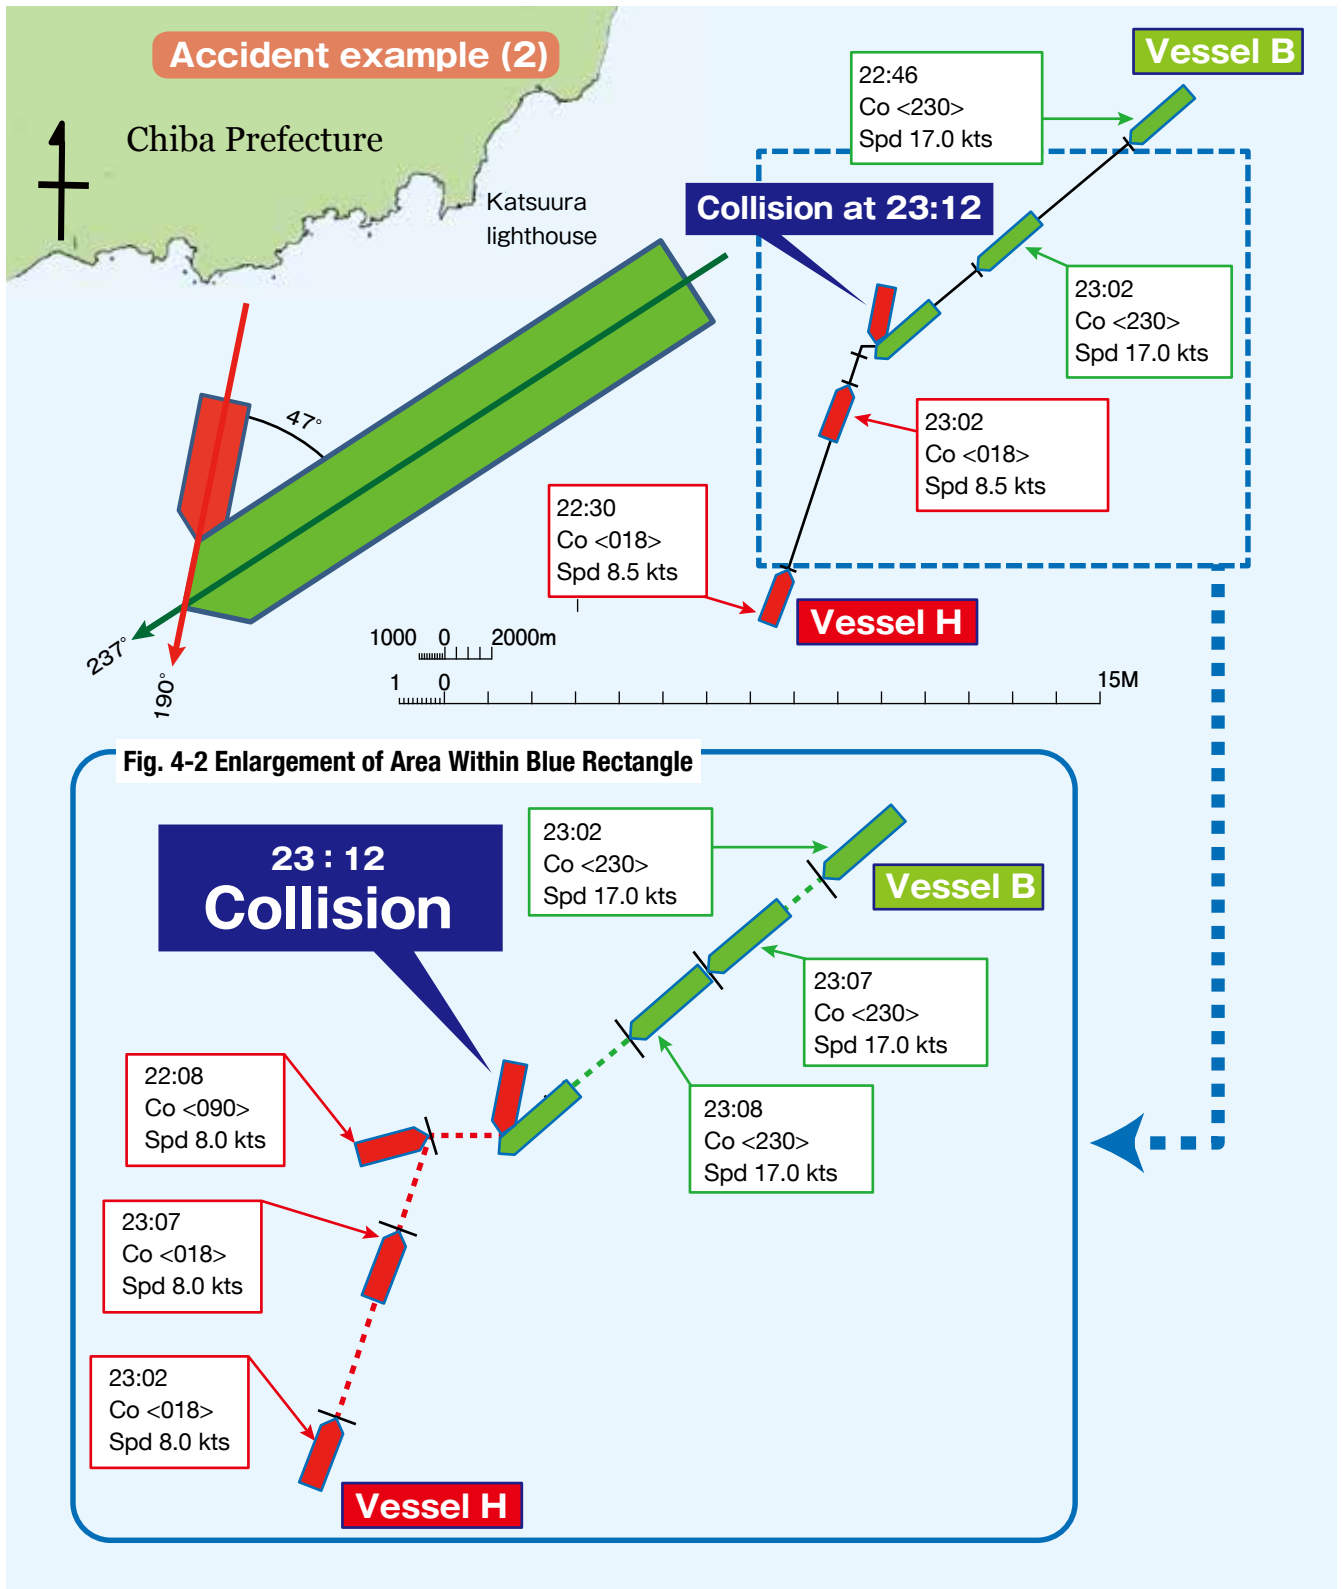 Accident example (2)
Chiba Prefecture
Katsuura
lighthouse
Vessel B
22:46
Co <230>
Spd 17.0 kts
Collision at 23:12
23:02
Co <230>
Spd 17.0 kts
47°
23:02
Co <018>
Spd 8.5 kts
22:30
Co <018>
Spd 8.5 kts
Vessel H
237°
190°
1000 0 2000m
1 0 15M
Fig. 4-2 Enlargement of Area Within Blue Rectangle
23:12
Collision
23:02
Co <230>
Spd 17.0 kts
Vessel B
23:07
Co <230>
Spd 17.0 kts
23:08
Co <230>
Spd 17.0 kts
22:08
Co <090>
Spd 8.0 kts
23:07
Co <018>
Spd 8.0 kts
23:02
Co <018>
Spd 8.0 kts
Vessel H